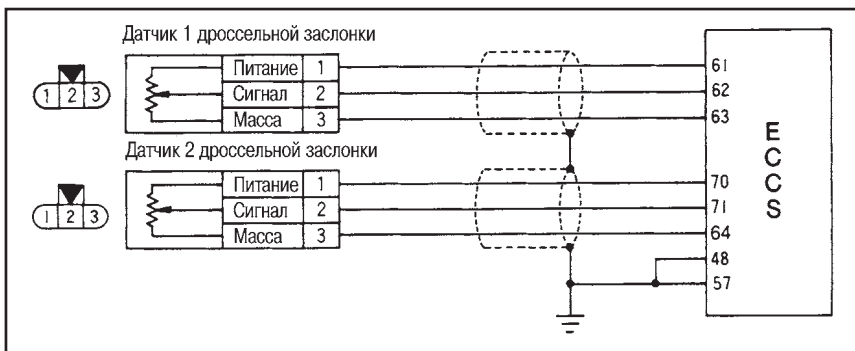 Датчик 1 дроссельной заслонки
1 2 3
Питание 1
Сигнал 2
Масса 3
61
62
63
Датчик 2 дроссельной заслонки
1 2 3
Питание 1
Сигнал 2
Масса 3
70
71
64
48
57
ECCS